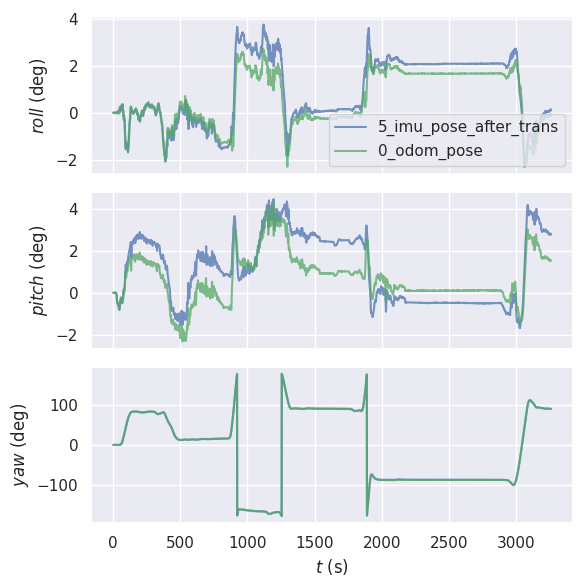 4
2
0
−2
roll (deg)
5_imu_pose_after_trans
0_odom_pose
4
2
0
−2
pitch (deg)
100
0
−100
yaw (deg)
0 500 1000 1500 2000 2500 3000
t (s)